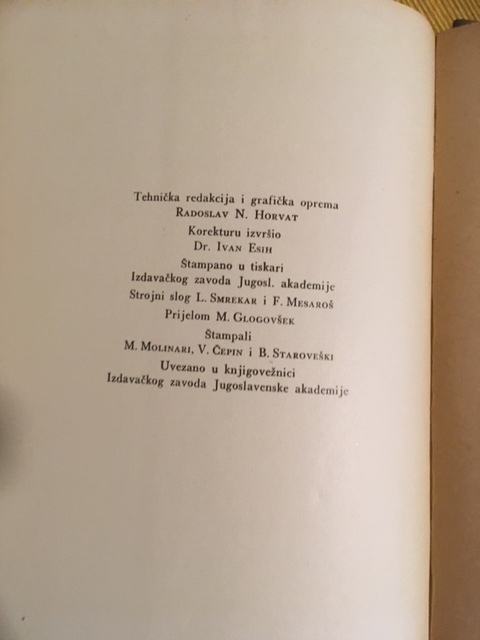 Tehnička redakcija i grafička oprema
RADOSLAV N. HORVAT
Korekturu izvršio
Dr. IVAN ESIH
Štampano u tiskari
Izdavačkog zavoda Jugosl. akademije
Strojni slog L. SMREKAR i F. MESAROŠ
Prijelom M. GLOGOVŠEK
Štampali
M. MOLINARI, V. ČEPIN i B. STAROVEŠKI
Uvezano u knjigovežnici
Izdavačkog zavoda Jugoslavenske akademije